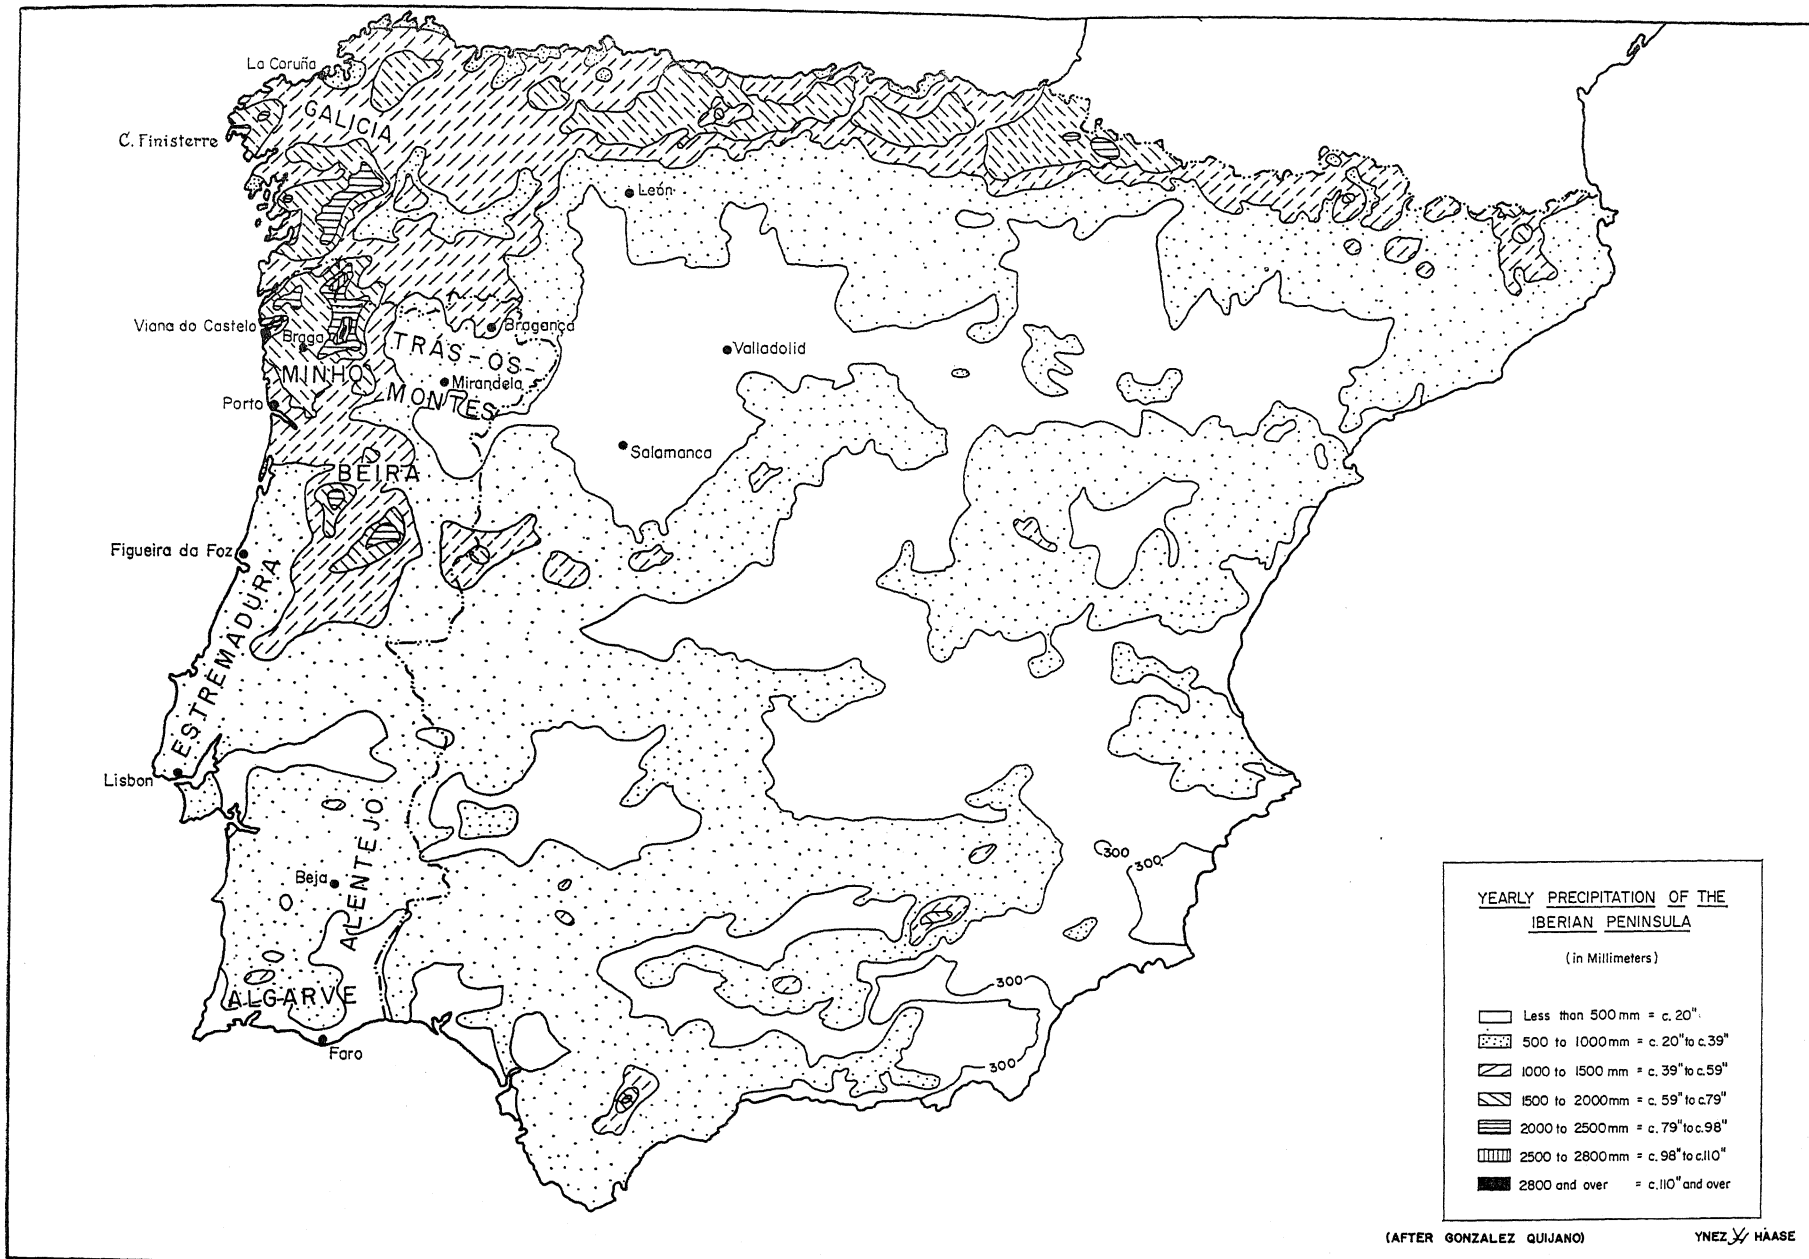 La Coruña
GALICIA
C. Finisterre
León
Viana do Castelo
Braga
Bragança
TRÁS-OS-
MONTES
MINHO
Mirandela
Valladolid
Porto
Salamanca
BEIRA
Figueira da Foz
ESTREMADURA
Lisbon
ALENTEJO
Beja
ALGARVE
Faro
300
300
300
300
YEARLY PRECIPITATION OF THE
IBERIAN PENINSULA
(in Millimeters)
Less than 500mm = c. 20"
500 to 1000mm = c. 20" to c.39"
1000 to 1500 mm = c. 39" to c.59"
1500 to 2000mm = c. 59" to c.79"
2000 to 2500mm = c. 79" to c.98"
2500 to 2800mm = c. 98" to c.110"
2800 and over = c.110" and over
(AFTER GONZALEZ QUIJANO) YNEZ HAASE